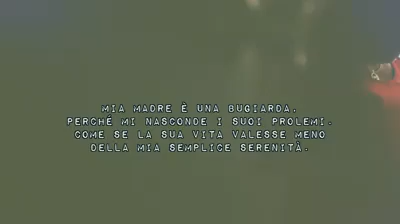 MIA MADRE È UNA BUGIARDA.
PERCHÉ MI NASCONDE I SUOI PROLEMI.
COME SE LA SUA VITA VALESSE MENO
DELLA MIA SEMPLICE SERENITÀ.